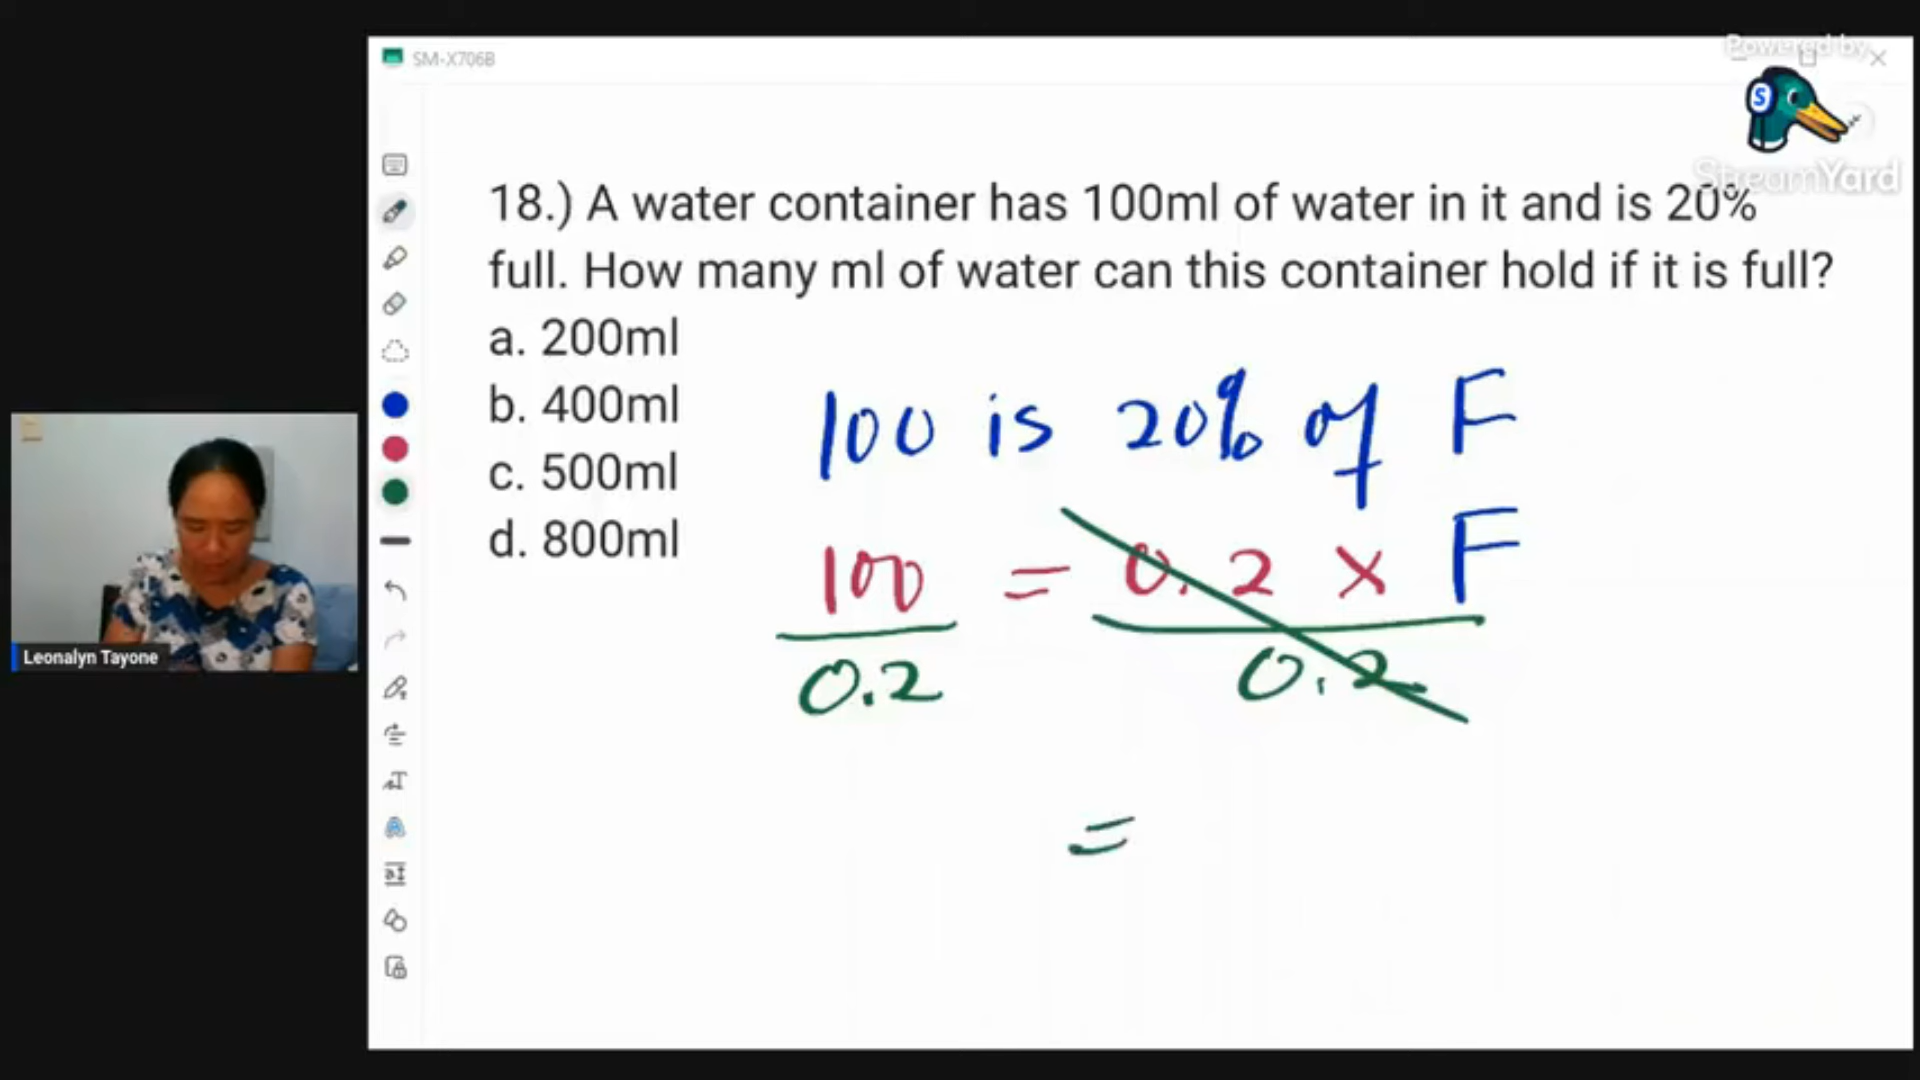 SM-X706B
Powered by
StreamYard
18.) A water container has 100ml of water in it and is 20%
full. How many ml of water can this container hold if it is full?
a. 200ml
b. 400ml
c. 500ml
d. 800ml
100 is 20% of F
100 = 0.2 x F
0.2 0.2
=
Leonalyn Tayone